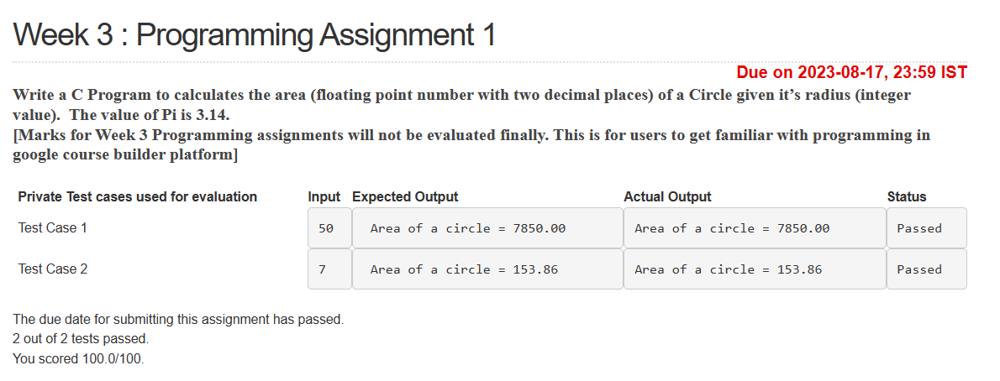 Week 3 : Programming Assignment 1
Due on 2023-08-17, 23:59 IST
Write a C Program to calculates the area (floating point number with two decimal places) of a Circle given it’s radius (integer
value).  The value of Pi is 3.14.
[Marks for Week 3 Programming assignments will not be evaluated finally. This is for users to get familiar with programming in
google course builder platform]
Private Test cases used for evaluation Input Expected Output Actual Output Status
Test Case 1 50 Area of a circle = 7850.00 Area of a circle = 7850.00 Passed
Test Case 2 7 Area of a circle = 153.86 Area of a circle = 153.86 Passed
The due date for submitting this assignment has passed.
2 out of 2 tests passed.
You scored 100.0/100.